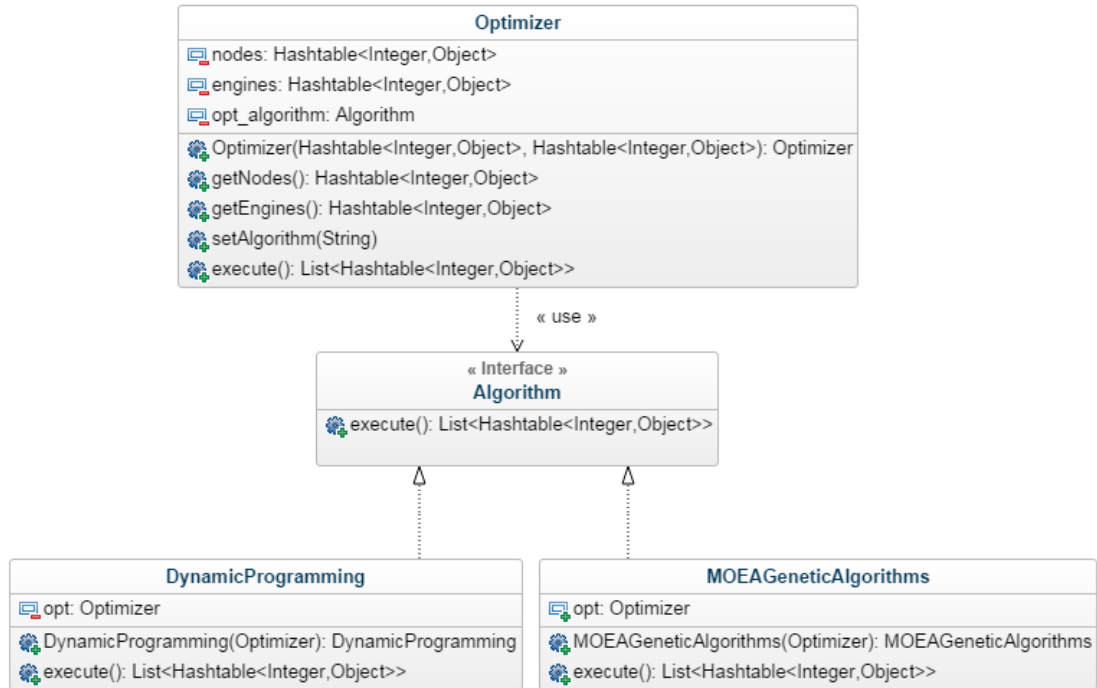 Optimizer
nodes: Hashtable<Integer,Object>
engines: Hashtable<Integer,Object>
opt_algorithm: Algorithm
Optimizer(Hashtable<Integer,Object>, Hashtable<Integer,Object>): Optimizer
getNodes(): Hashtable<Integer,Object>
getEngines(): Hashtable<Integer,Object>
setAlgorithm(String)
execute(): List<Hashtable<Integer,Object>>
« use »
« Interface »
Algorithm
execute(): List<Hashtable<Integer,Object>>
DynamicProgramming
opt: Optimizer
DynamicProgramming(Optimizer): DynamicProgramming
execute(): List<Hashtable<Integer,Object>>
MOEAGeneticAlgorithms
opt: Optimizer
MOEAGeneticAlgorithms(Optimizer): MOEAGeneticAlgorithms
execute(): List<Hashtable<Integer,Object>>